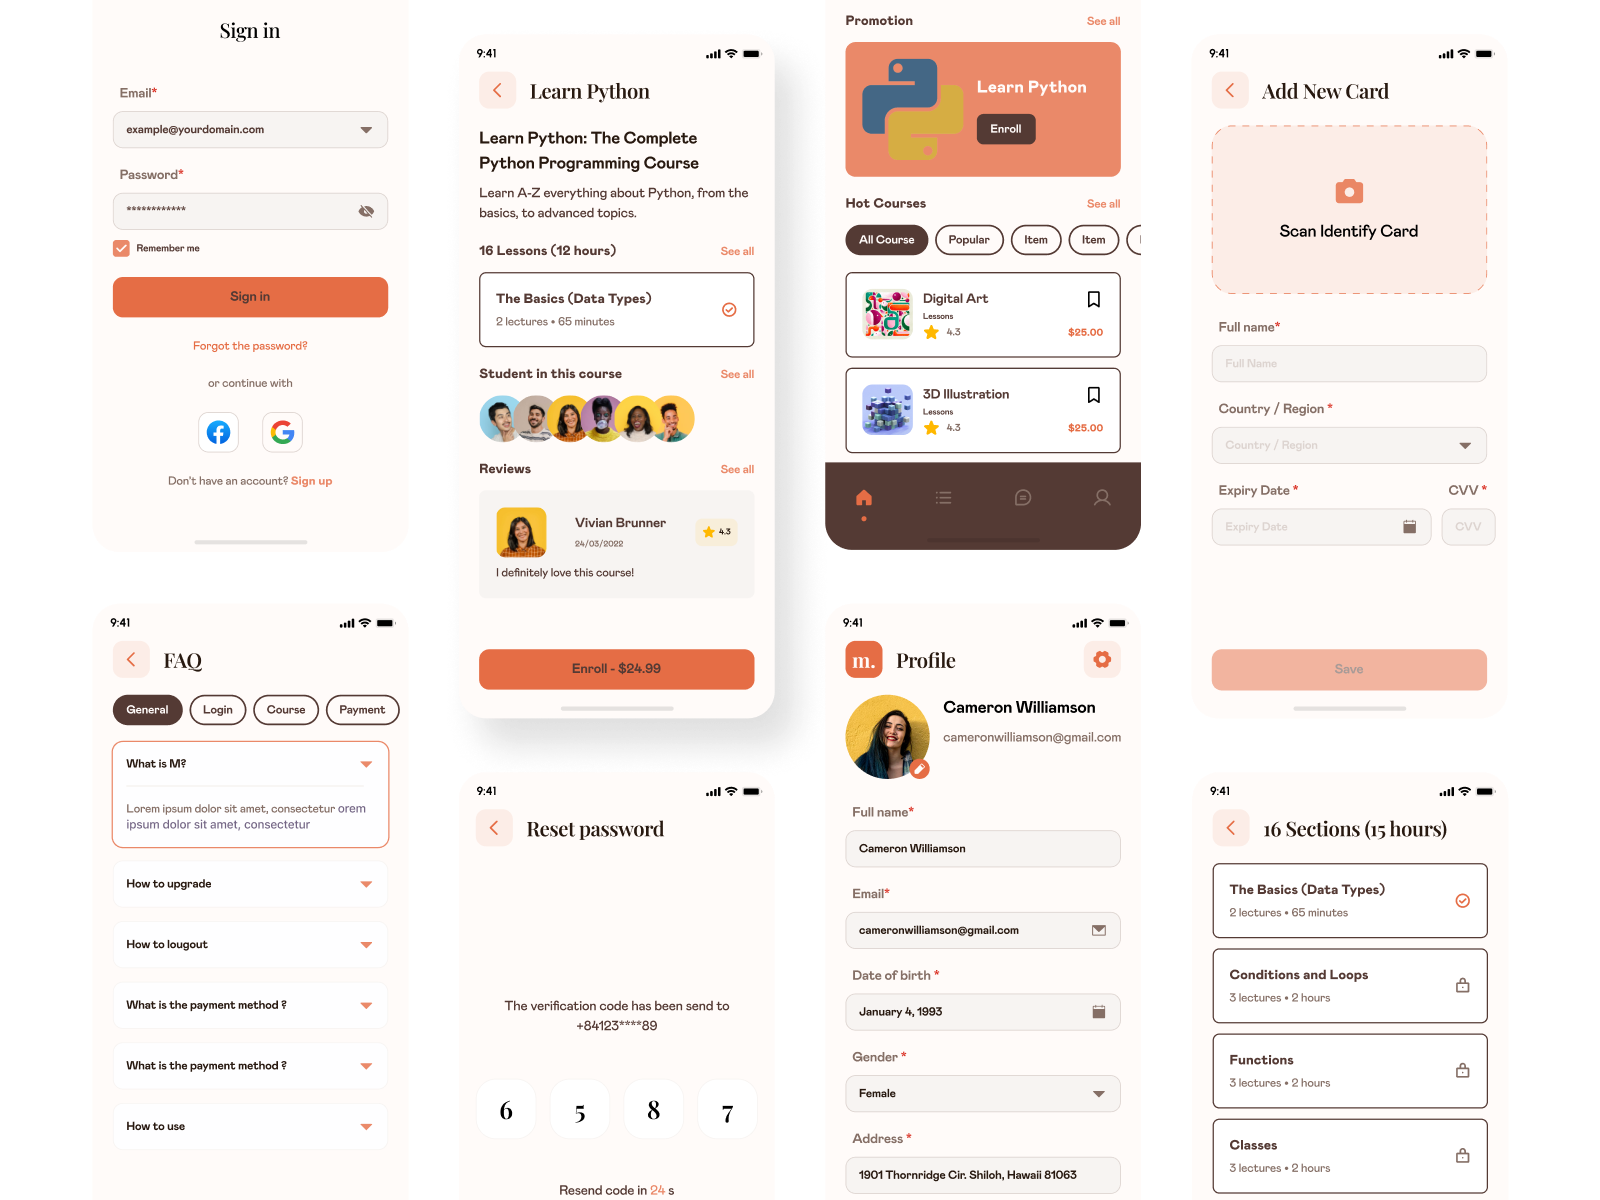 Sign in
Email*
example@yourdomain.com
Password*
************
Remember me
Sign in
Forgot the password?
or continue with
Don't have an account? Sign up
9:41
FAQ
General
Login
Course
Payment
What is M?
Lorem ipsum dolor sit amet, consectetur orem
ipsum dolor sit amet, consectetur
How to upgrade
How to lougout
What is the payment method ?
What is the payment method ?
How to use
9:41
Learn Python
Learn Python: The Complete
Python Programming Course
Learn A-Z everything about Python, from the
basics, to advanced topics.
16 Lessons (12 hours)
See all
The Basics (Data Types)
2 lectures • 65 minutes
Student in this course
See all
Reviews
See all
Vivian Brunner
24/03/2022
4.3
I definitely love this course!
Enroll - $24.99
9:41
Reset password
The verification code has been send to
+84123****89
6
5
8
7
Resend code in 24 s
Promotion
See all
Learn Python
Enroll
Hot Courses
See all
All Course
Popular
Item
Item
Digital Art
Lessons
4.3
$25.00
3D Illustration
Lessons
4.3
$25.00
9:41
m.
Profile
Cameron Williamson
cameronwilliamson@gmail.com
Full name*
Cameron Williamson
Email*
cameronwilliamson@gmail.com
Date of birth *
January 4, 1993
Gender *
Female
Address *
1901 Thornridge Cir. Shiloh, Hawaii 81063
9:41
Add New Card
Scan Identify Card
Full name*
Full Name
Country / Region *
Country / Region
Expiry Date *
CVV *
Expiry Date
CVV
Save
9:41
16 Sections (15 hours)
The Basics (Data Types)
2 lectures • 65 minutes
Conditions and Loops
3 lectures • 2 hours
Functions
3 lectures • 2 hours
Classes
3 lectures • 2 hours